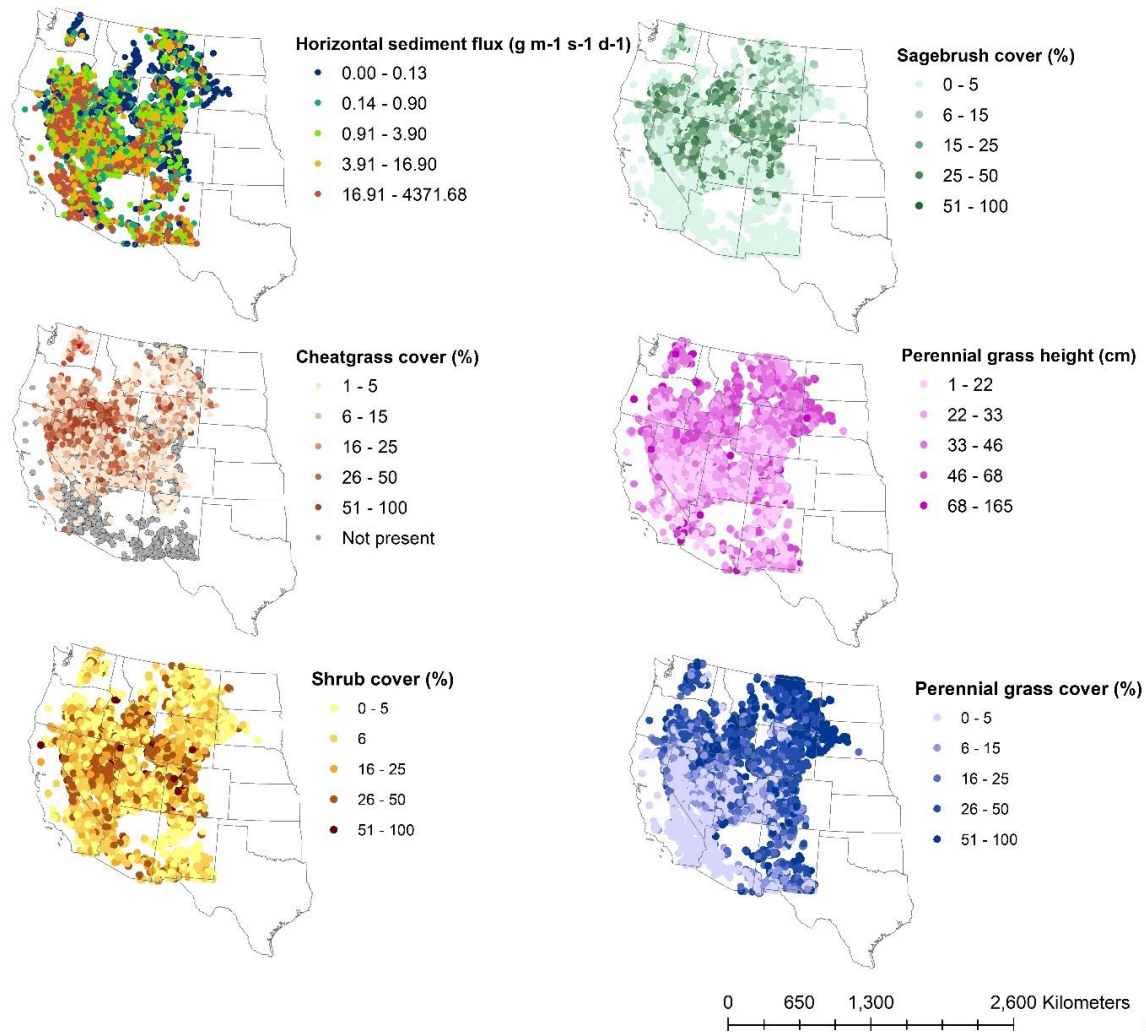 Horizontal sediment flux (g m-1 s-1 d-1)
0.00 - 0.13
0.14 - 0.90
0.91 - 3.90
3.91 - 16.90
16.91 - 4371.68
Sagebrush cover (%)
0 - 5
6 - 15
15 - 25
25 - 50
51 - 100
Cheatgrass cover (%)
1 - 5
6 - 15
16 - 25
26 - 50
51 - 100
Not present
Perennial grass height (cm)
1 - 22
22 - 33
33 - 46
46 - 68
68 - 165
Shrub cover (%)
0 - 5
6
16 - 25
26 - 50
51 - 100
Perennial grass cover (%)
0 - 5
6 - 15
16 - 25
26 - 50
51 - 100
0 650 1,300 2,600 Kilometers